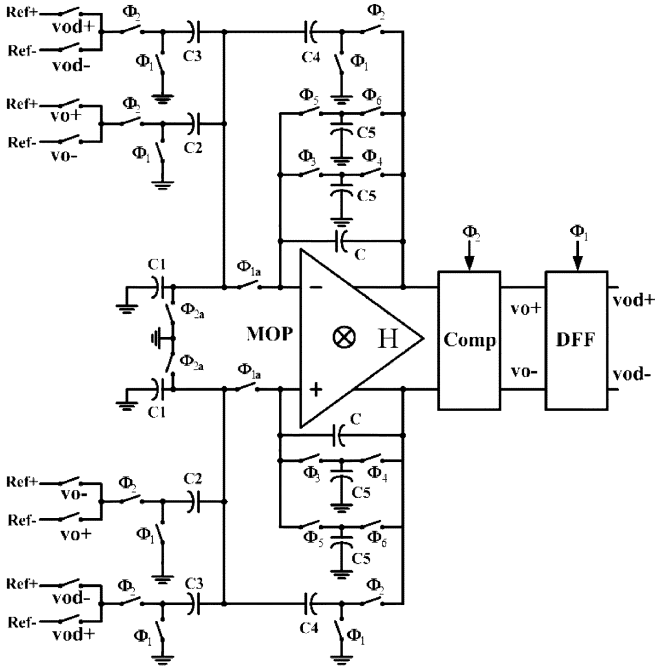 Ref+ Φ2 Φ2
vod+
Ref- C3 C4
vod- Φ1 Φ1
Ref+ Φ2 Φ5 Φ6
vo+ C5
Ref- C2
vo- Φ1 Φ3 Φ4
C5
C1 Φ1a C
Φ2 Φ1
Φ2a − vo+ vod+
MOP H Comp DFF
Φ2a Φ1a + vo- vod-
C1 C
Ref+ Φ2 C2 Φ3 Φ4
vo- C5
Ref-
vo+ Φ1 Φ5 Φ6
C5
Ref+ Φ2 C3 Φ2
vod-
Ref- C4
vod+ Φ1 Φ1